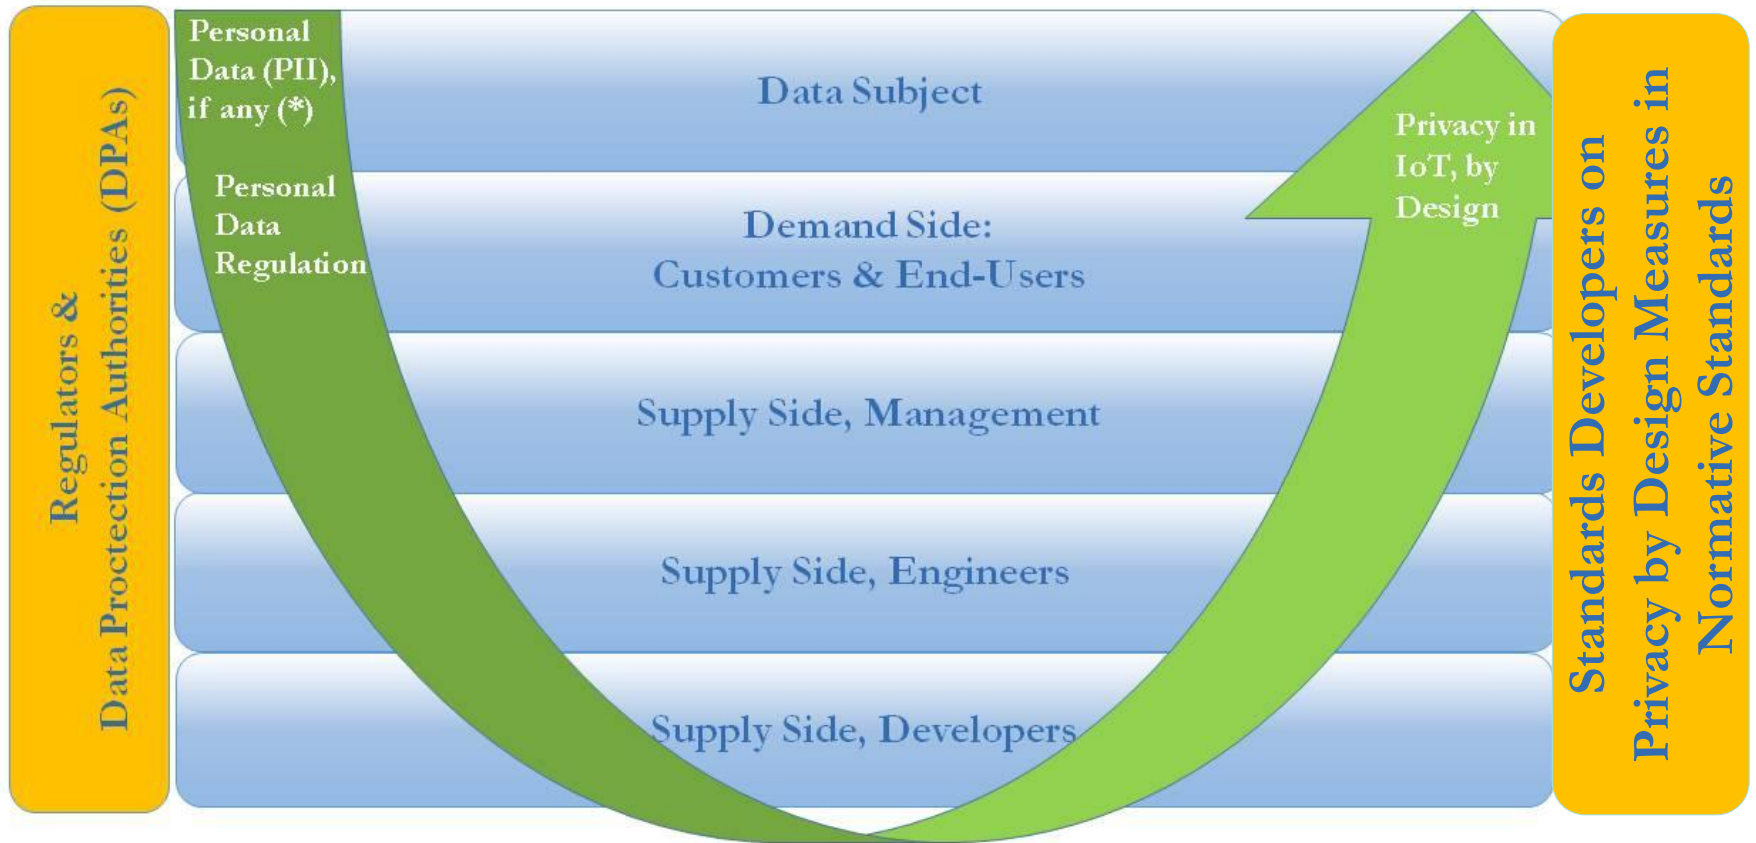 Regulators &
Data Proctection Authorities (DPAs)
Personal
Data (PII),
if any (*)
Personal
Data
Regulation
Data Subject
Demand Side:
Customers & End-Users
Supply Side, Management
Supply Side, Engineers
Supply Side, Developers
Privacy in
IoT, by
Design
Standards Developers on
Privacy by Design Measures in
Normative Standards